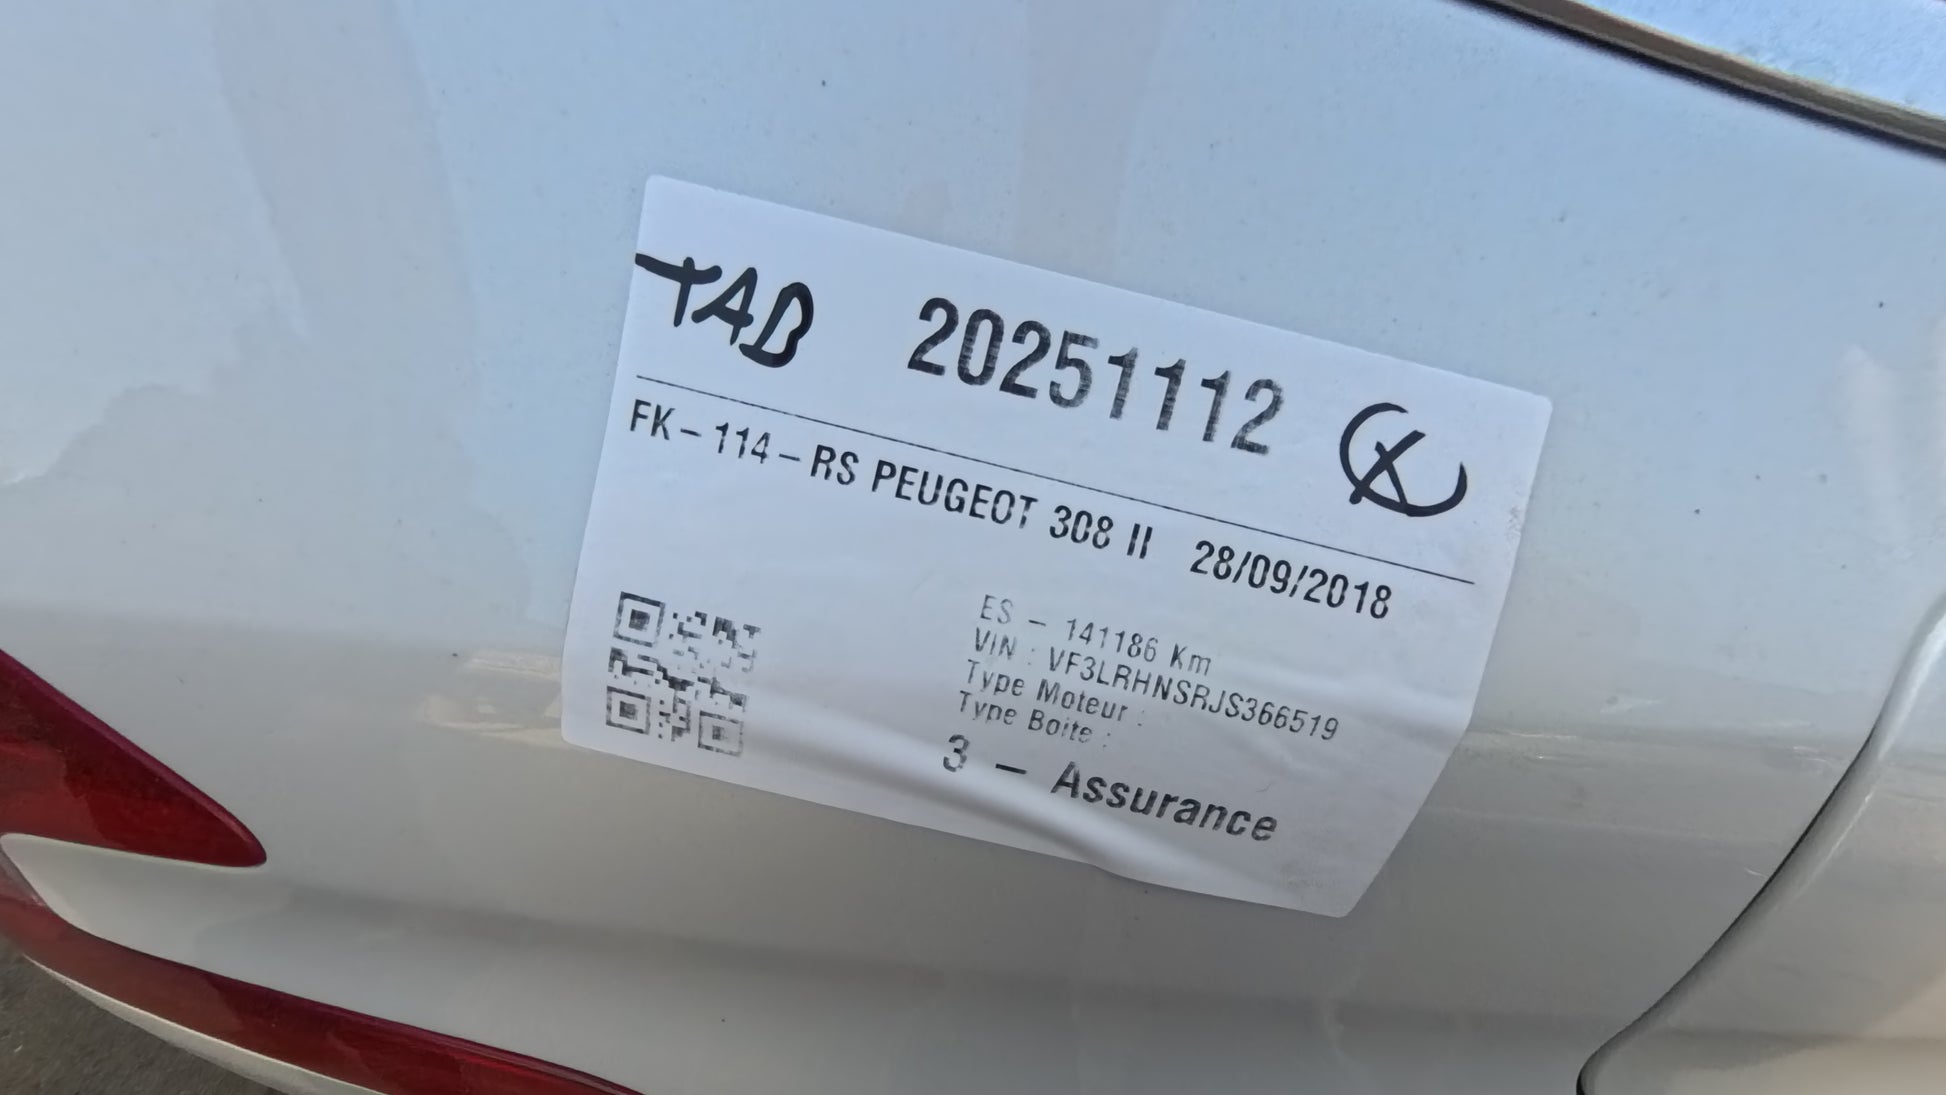 TAB 20251112 X
FK-114-RS PEUGEOT 308 II 28/09/2018
ES - 141186 Km
VIN : VF3LRHNSRJS366519
Type Moteur :
Type Boite :
3 - Assurance